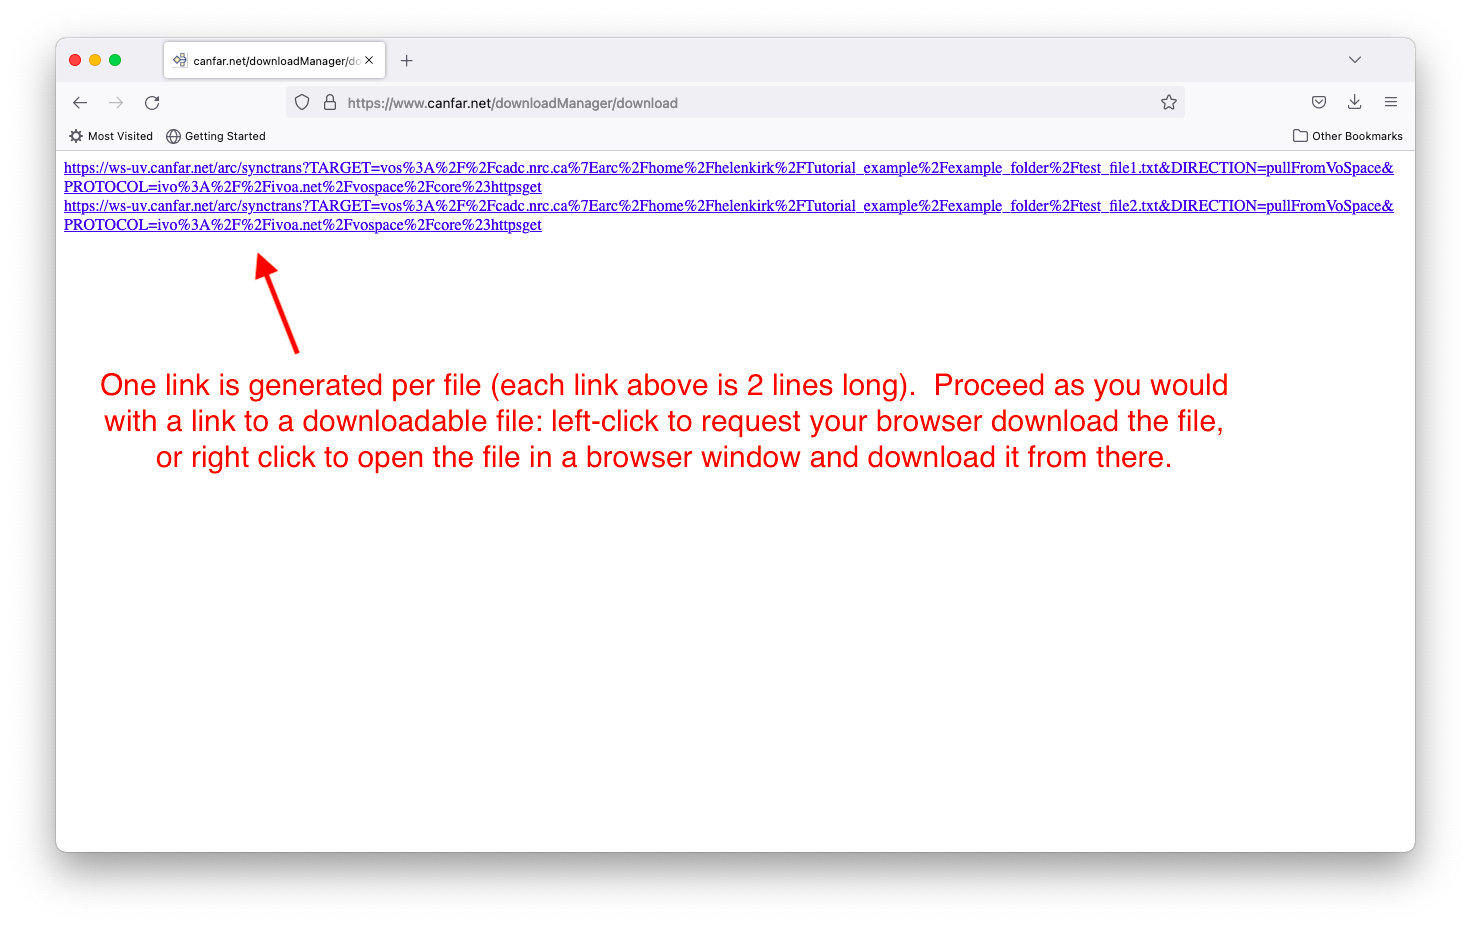 canfar.net/downloadManager/do
https://www.canfar.net/downloadManager/download
Most Visited Getting Started Other Bookmarks
https://ws-uv.canfar.net/arc/synctrans?TARGET=vos%3A%2F%2Fcadc.nrc.ca%7Earc%2Fhome%2Fhelenkirk%2FTutorial_example%2Fexample_folder%2Ftest_file1.txt&DIRECTION=pullFromVoSpace&
PROTOCOL=ivo%3A%2F%2Fivoa.net%2Fvospace%2Fcore%23httpsget
https://ws-uv.canfar.net/arc/synctrans?TARGET=vos%3A%2F%2Fcadc.nrc.ca%7Earc%2Fhome%2Fhelenkirk%2FTutorial_example%2Fexample_folder%2Ftest_file2.txt&DIRECTION=pullFromVoSpace&
PROTOCOL=ivo%3A%2F%2Fivoa.net%2Fvospace%2Fcore%23httpsget
One link is generated per file (each link above is 2 lines long).  Proceed as you would
with a link to a downloadable file: left-click to request your browser download the file,
or right click to open the file in a browser window and download it from there.